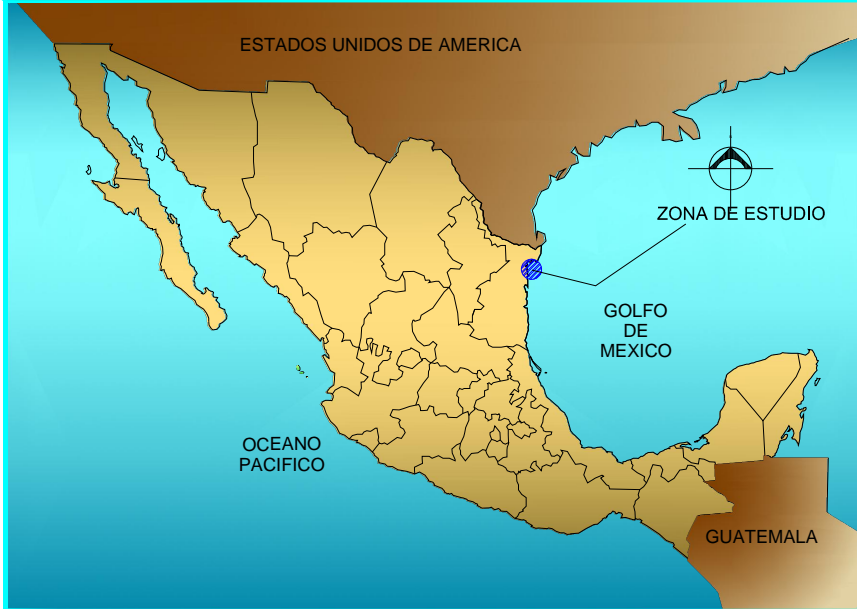 ESTADOS UNIDOS DE AMERICA
ZONA DE ESTUDIO
GOLFO
DE
MEXICO
OCEANO
PACIFICO
GUATEMALA